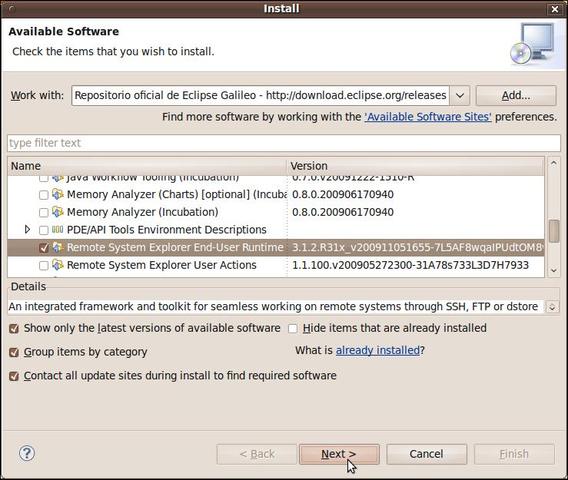 Install
Available Software
Check the items that you wish to install.
Work with: Repositorio oficial de Eclipse Galileo - http://download.eclipse.org/releases Add...
Find more software by working with the 'Available Software Sites' preferences.
type filter text
Name Version
Java Workflow Tooling (Incubation) 0.7.0.v20091222-1510-R
Memory Analyzer (Charts) [optional] (Incuba 0.8.0.200906170940
Memory Analyzer (Incubation) 0.8.0.200906170940
PDE/API Tools Environment Descriptions
Remote System Explorer End-User Runtime 3.1.2.R31x_v200911051655-7L5AF8wqaIPUdtOM8
Remote System Explorer User Actions 1.1.100.v200905272300-31A78s733L3D7H7933
Details
An integrated framework and toolkit for seamless working on remote systems through SSH, FTP or dstore
Show only the latest versions of available software Hide items that are already installed
Group items by category What is already installed?
Contact all update sites during install to find required software
? < Back Next > Cancel Finish